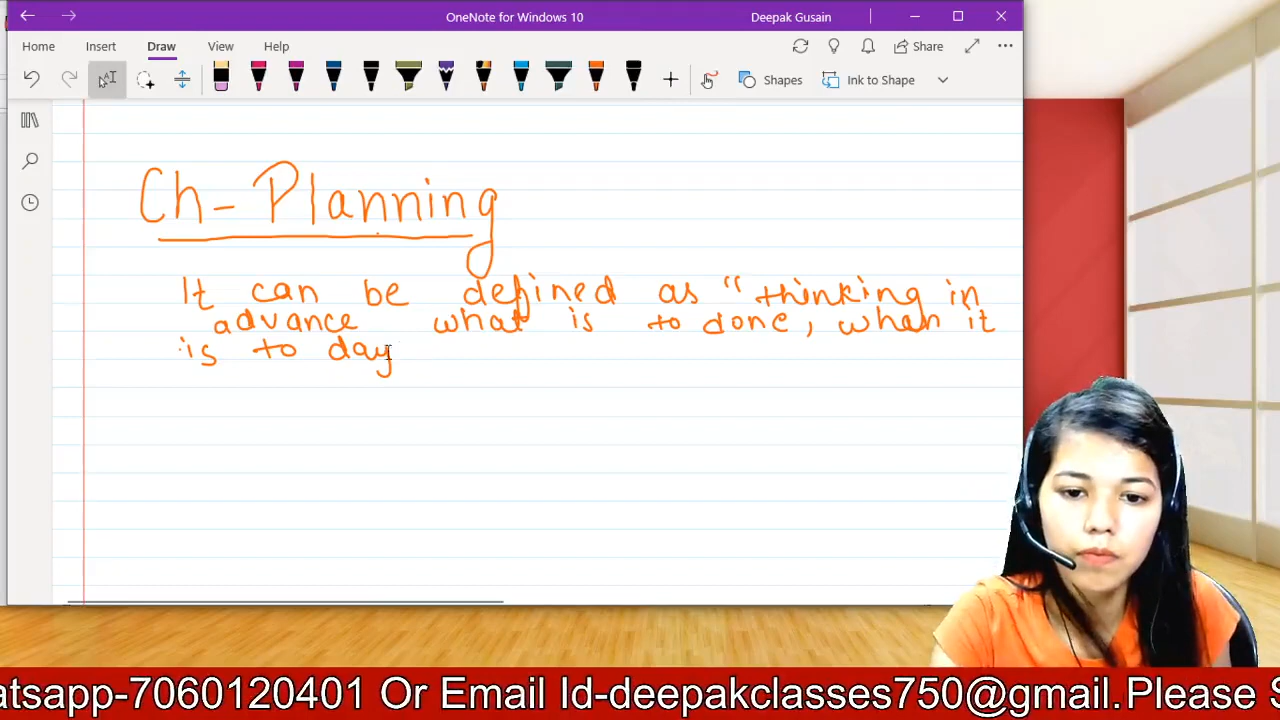 OneNote for Windows 10
Deepak Gusain
Home Insert Draw View Help
Share
Shapes Ink to Shape
Ch - Planning
It can be defined as “thinking in
advance what is to done, when it
is to day
atsapp-7060120401 Or Email Id-deepakclasses750@gmail.Please S